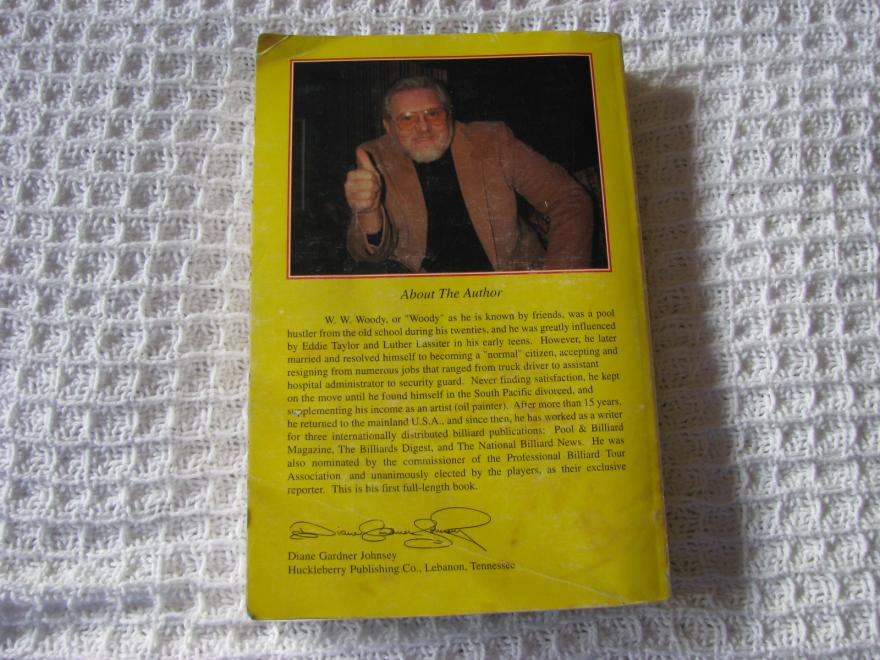 About The Author
W. W. Woody, or "Woody" as he is known by friends, was a pool
hustler from the old school during his twenties, and he was greatly influenced
by Eddie Taylor and Luther Lassiter in his early teens. However, he later
married and resolved himself to becoming a "normal" citizen, accepting and
resigning from numerous jobs that ranged from truck driver to assistant
hospital administrator to security guard. Never finding satisfaction, he kept
on the move until he found himself in the South Pacific divorced, and
supplementing his income as an artist (oil painter). After more than 15 years,
he returned to the mainland U.S.A., and since then, he has worked as a writer
for three internationally distributed billiard publications: Pool & Billiard
Magazine, The Billiards Digest, and The National Billiard News. He was
also nominated by the commissioner of the Professional Billiard Tour
Association, and unanimously elected by the players, as their exclusive
reporter. This is his first full-length book.
Diane Gardner Johnsey
Diane Gardner Johnsey
Huckleberry Publishing Co., Lebanon, Tennessee